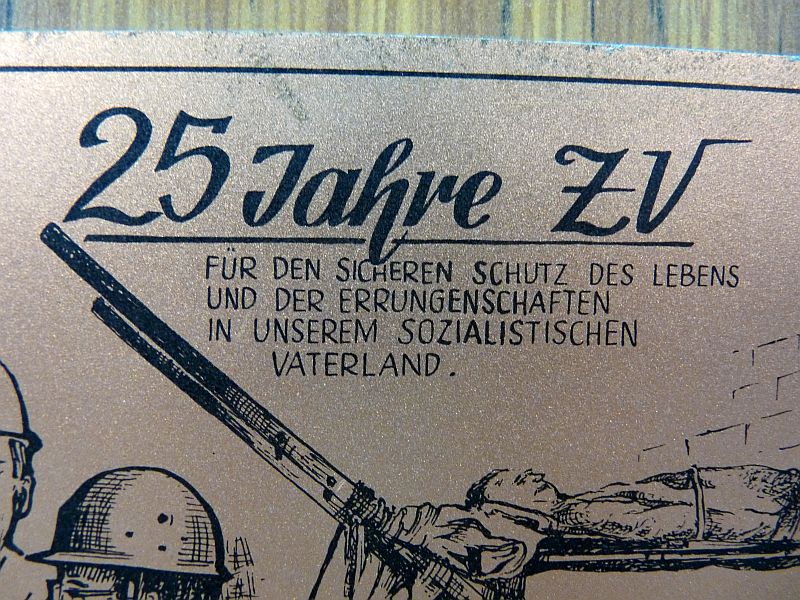 25 Jahre ZV
FÜR DEN SICHEREN SCHUTZ DES LEBENS
UND DER ERRUNGENSCHAFTEN
IN UNSEREM SOZIALISTISCHEN
VATERLAND.